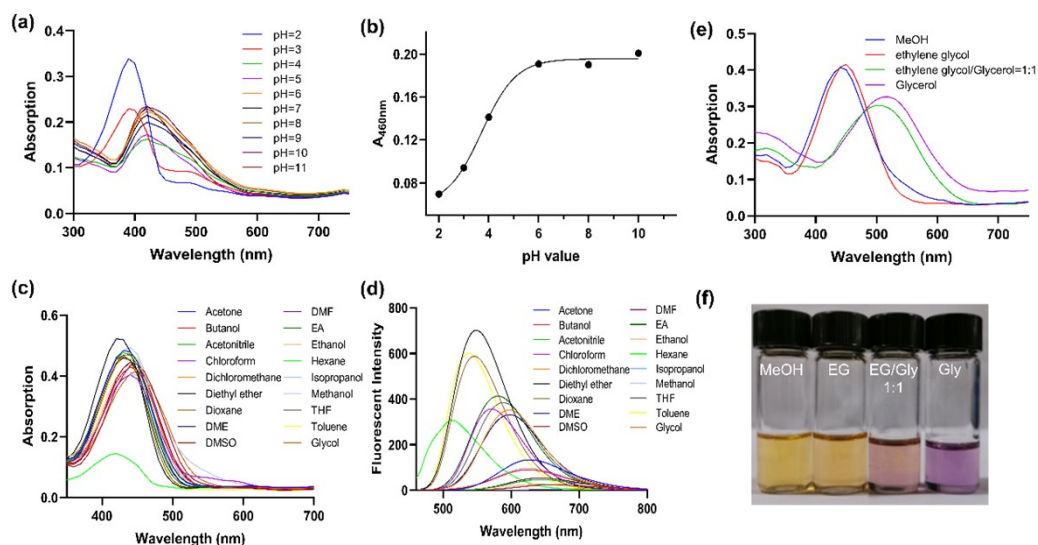 (a)
Absorption
0.4
0.3
0.2
0.1
0.0
300
400
500
600
700
Wavelength (nm)
pH=2
pH=3
pH=4
pH=5
pH=6
pH=7
pH=8
pH=9
pH=10
pH=11
(b)
A460nm
0.20
0.16
0.12
0.08
2
4
6
8
10
pH value
(e)
Absorption
0.5
0.4
0.3
0.2
0.1
0.0
300
400
500
600
700
Wavelength (nm)
MeOH
ethylene glycol
ethylene glycol/Glycerol=1:1
Glycerol
(c)
Absorption
0.6
0.4
0.2
0.0
400
500
600
700
Wavelength (nm)
Acetone
Butanol
Acetonitrile
Chloroform
Dichloromethane
Diethyl ether
Dioxane
DME
DMSO
DMF
EA
Ethanol
Hexane
Isopropanol
Methanol
THF
Toluene
Glycol
(d)
Fluorescent Intensity
800
600
400
200
0
500
600
700
800
Wavelength (nm)
Acetone
Butanol
Acetonitrile
Chloroform
Dichloromethane
Diethyl ether
Dioxane
DME
DMSO
DMF
EA
Ethanol
Hexane
Isopropanol
Methanol
THF
Toluene
Glycol
(f)
MeOH
EG
EG/Gly
1:1
Gly